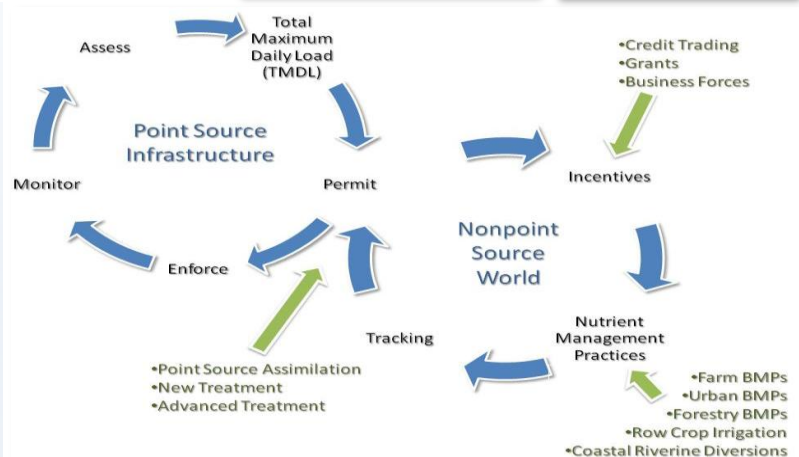 Total
Maximum
Daily Load
(TMDL)
Assess
•Credit Trading
•Grants
•Business Forces
Point Source
Infrastructure
Monitor
Permit
Incentives
Nonpoint
Source
World
Enforce
Tracking
Nutrient
Management
Practices
•Point Source Assimilation
•New Treatment
•Advanced Treatment
•Farm BMPs
•Urban BMPs
•Forestry BMPs
•Row Crop Irrigation
•Coastal Riverine Diversions